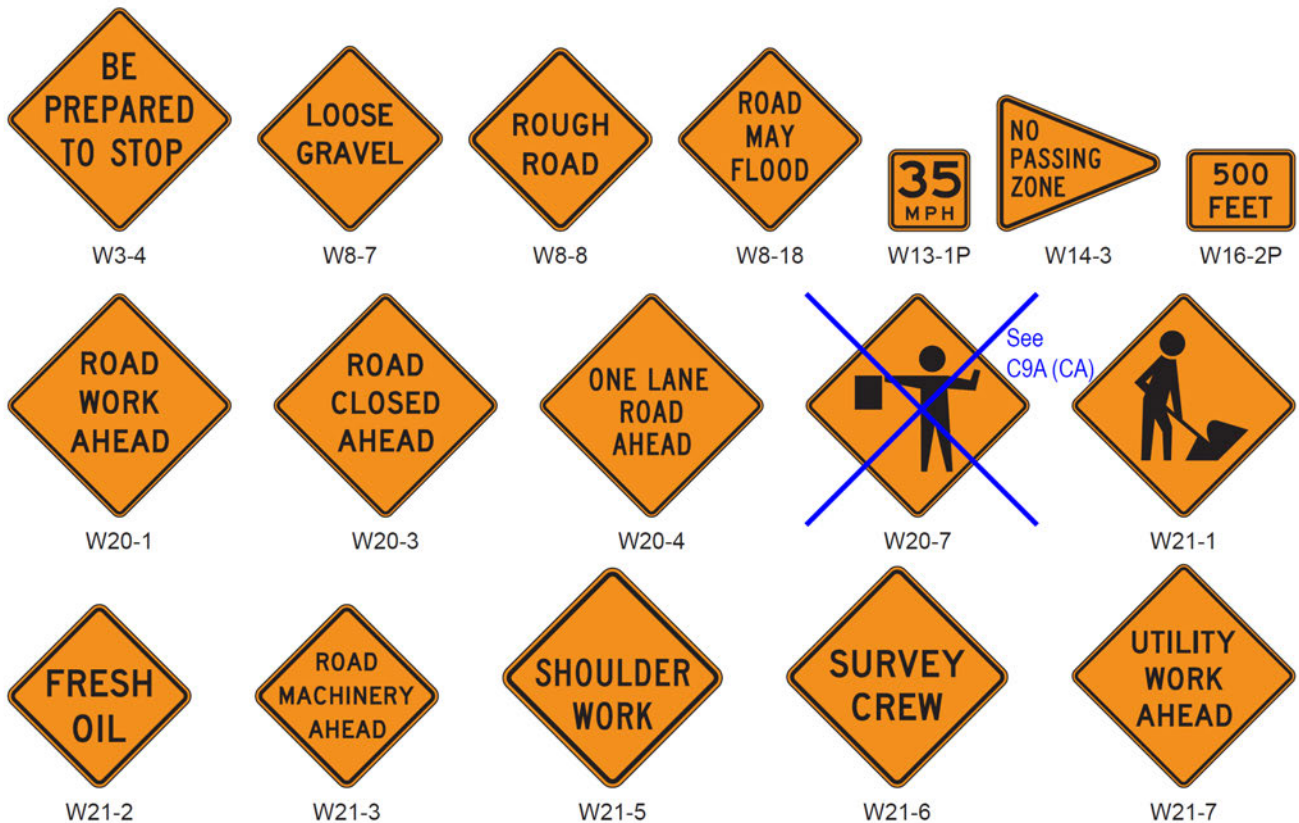 BE
PREPARED
TO STOP
W3-4
LOOSE
GRAVEL
W8-7
ROUGH
ROAD
W8-8
ROAD
MAY
FLOOD
W8-18
35
MPH
W13-1P
NO
PASSING
ZONE
W14-3
500
FEET
W16-2P
ROAD
WORK
AHEAD
W20-1
ROAD
CLOSED
AHEAD
W20-3
ONE LANE
ROAD
AHEAD
W20-4
See
C9A (CA)
W20-7
W21-1
FRESH
OIL
W21-2
ROAD
MACHINERY
AHEAD
W21-3
SHOULDER
WORK
W21-5
SURVEY
CREW
W21-6
UTILITY
WORK
AHEAD
W21-7